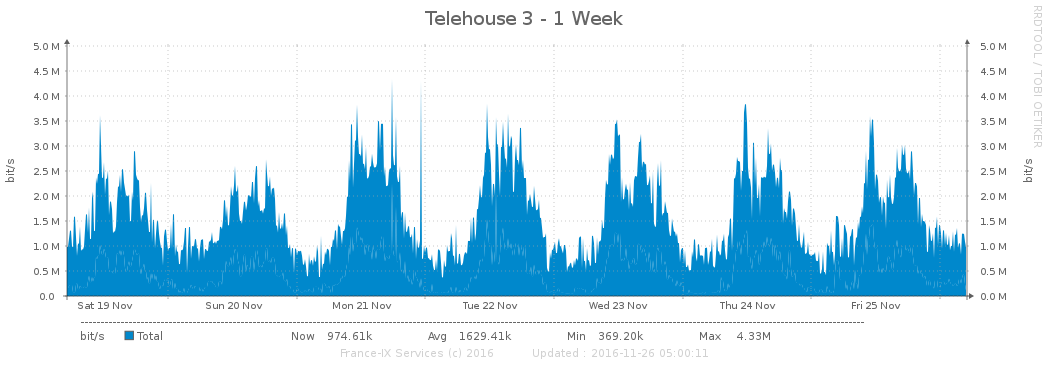 Telehouse 3 - 1 Week
RRDTOOL / TOBI OETIKER
bit/s
5.0 M 5.0 M
4.5 M 4.5 M
4.0 M 4.0 M
3.5 M 3.5 M
3.0 M 3.0 M
2.5 M 2.5 M
2.0 M 2.0 M
1.5 M 1.5 M
1.0 M 1.0 M
0.5 M 0.5 M
0.0 0.0 M
bit/s
Sat 19 Nov Sun 20 Nov Mon 21 Nov Tue 22 Nov Wed 23 Nov Thu 24 Nov Fri 25 Nov
bit/s Total Now 974.61k Avg 1629.41k Min 369.20k Max 4.33M
France-IX Services (c) 2016 Updated : 2016-11-26 05:00:11